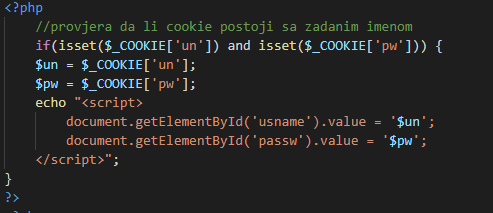 <?php
//provjera da li cookie postoji sa zadanim imenom
if(isset($_COOKIE['un']) and isset($_COOKIE['pw'])) {
$un = $_COOKIE['un'];
$pw = $_COOKIE['pw'];
echo "<script>
document.getElementById('usname').value = '$un';
document.getElementById('passw').value = '$pw';
</script>";
}
?>